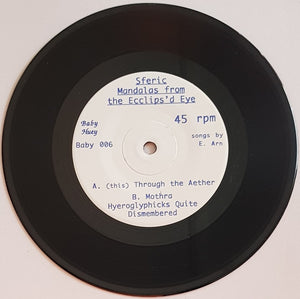 Sferic
Mandalas from
the Ecclips'd Eye
Baby
Huey
45 rpm
Baby 006
songs by
E. Arn
A. (this) Through the Aether
B. Mothra
Hyeroglyphicks Quite
Dismembered